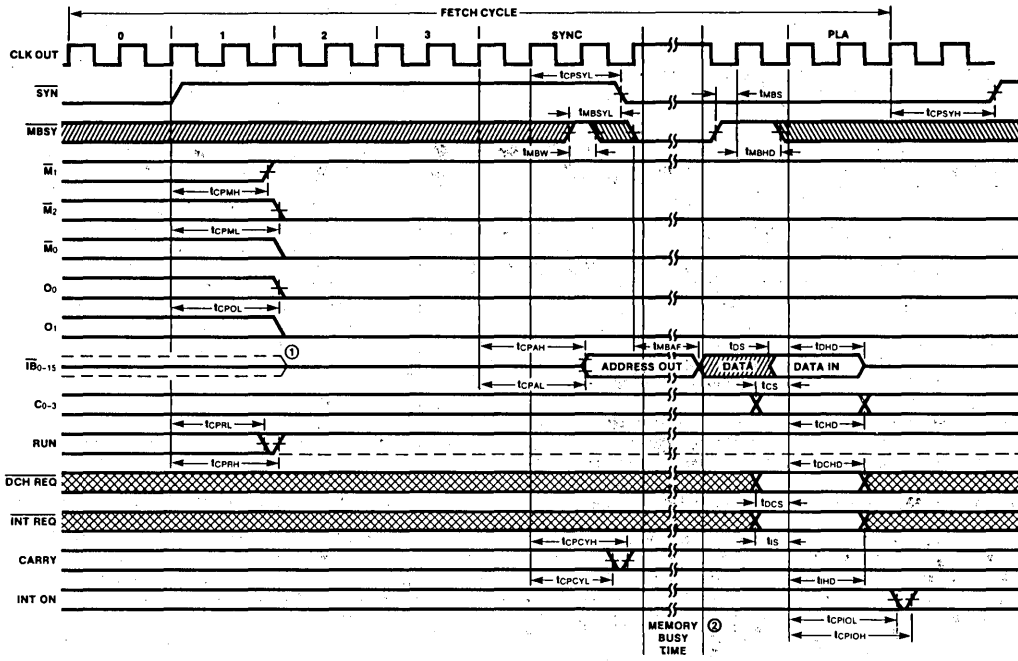 FETCH CYCLE
0 1 2 3 SYNC PLA
CLK OUT
tCPSYL
SYN
tMBS
tMBSYL
tCPSYH
MBSY
tMBW
tMBHD
M1
tCPMH
M2
tCPML
M0
O0
tCPOL
O1
tCPAH tMBAF tDS tDHD
①
IB0-15 ADDRESS OUT DATA DATA IN
tCPAL tCS
C0-3
tCPRL tCHD
RUN
tCPRH tDCHD
DCH REQ
tDCS
INT REQ
tCPCYH tIS
CARRY
tCPCYL tIHD
INT ON
tCPIOL
MEMORY BUSY TIME
②
tCPIOH